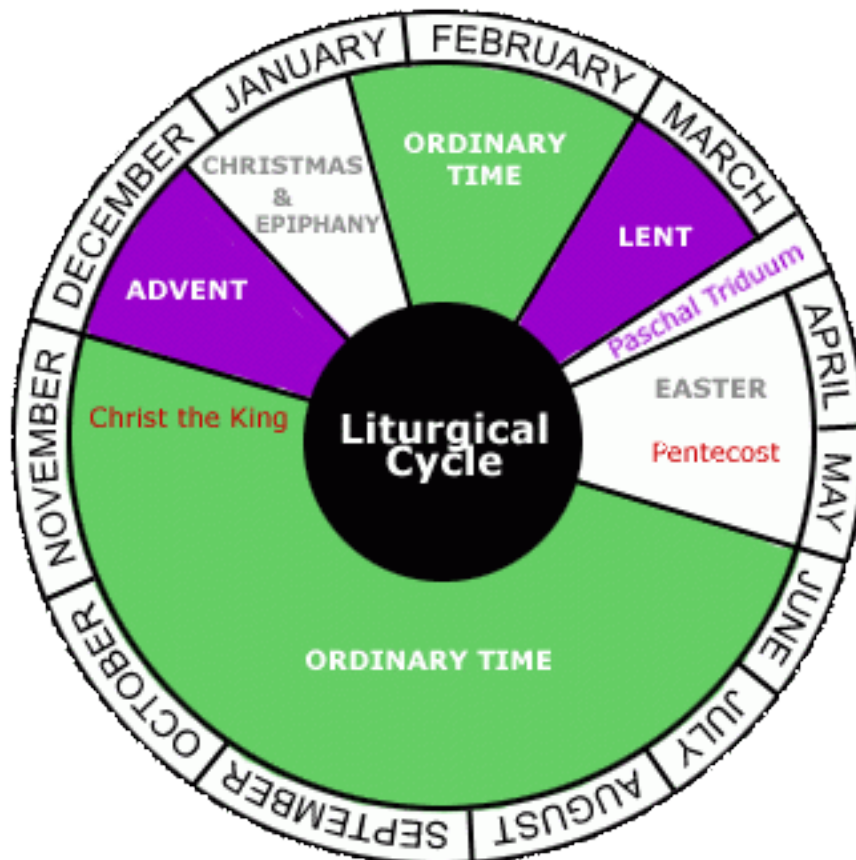 JANUARY
FEBRUARY
MARCH
APRIL
MAY
JUNE
JULY
AUGUST
SEPTEMBER
OCTOBER
NOVEMBER
DECEMBER
CHRISTMAS
&
EPIPHANY
ORDINARY
TIME
LENT
Paschal Triduum
EASTER
Pentecost
ORDINARY TIME
Christ the King
ADVENT
Liturgical
Cycle